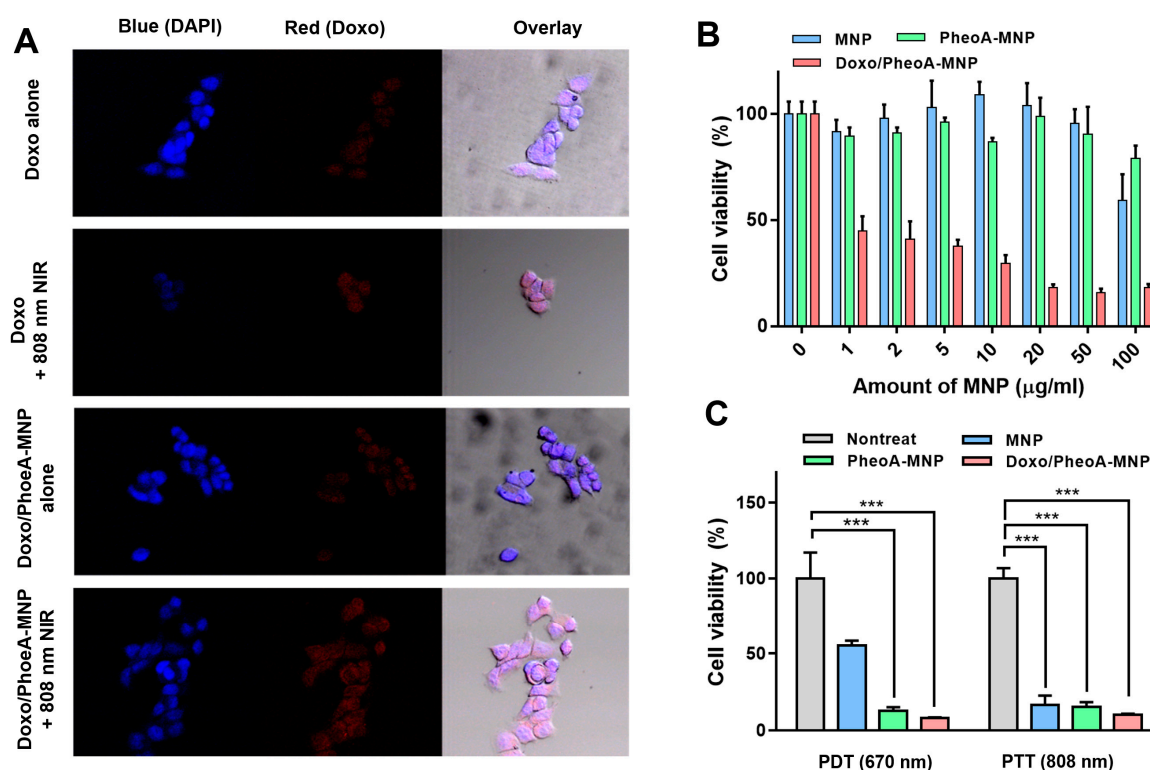 A
Blue (DAPI)
Red (Doxo)
Overlay
Doxo alone
Doxo
+ 808 nm NIR
Doxo/PhoeA-MNP
alone
Doxo/PhoeA-MNP
+ 808 nm NIR
B
MNP
PheoA-MNP
Doxo/PheoA-MNP
Cell viability (%)
100
50
0
0 1 2 5 10 20 50 100
Amount of MNP (μg/ml)
C
Nontreat
MNP
PheoA-MNP
Doxo/PheoA-MNP
Cell viability (%)
150
100
50
0
***
***
***
***
***
PDT (670 nm)
PTT (808 nm)